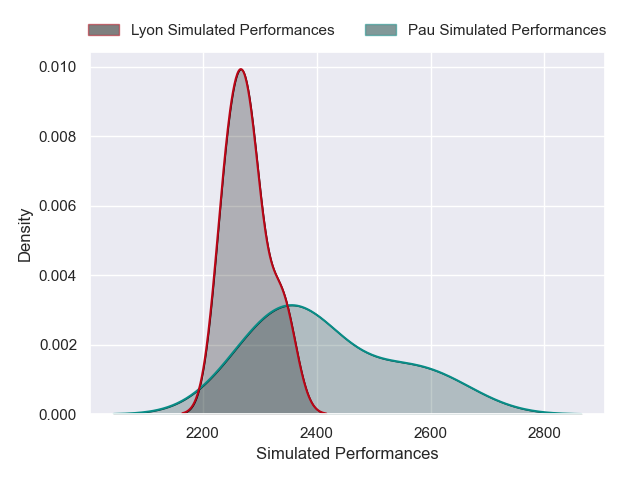 Lyon Simulated Performances Pau Simulated Performances
0.010
0.008
0.006
0.004
0.002
0.000
Density
2200 2400 2600 2800
Simulated Performances